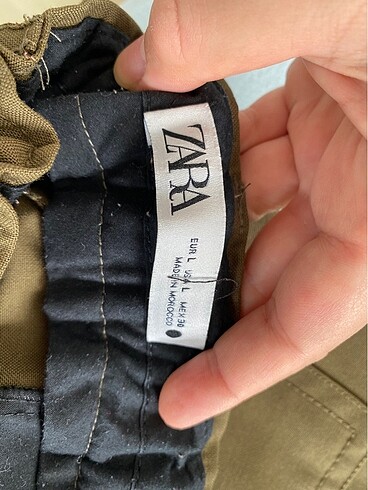 ZARA
EUR L USA L MEX 30
MADE IN MOROCCO